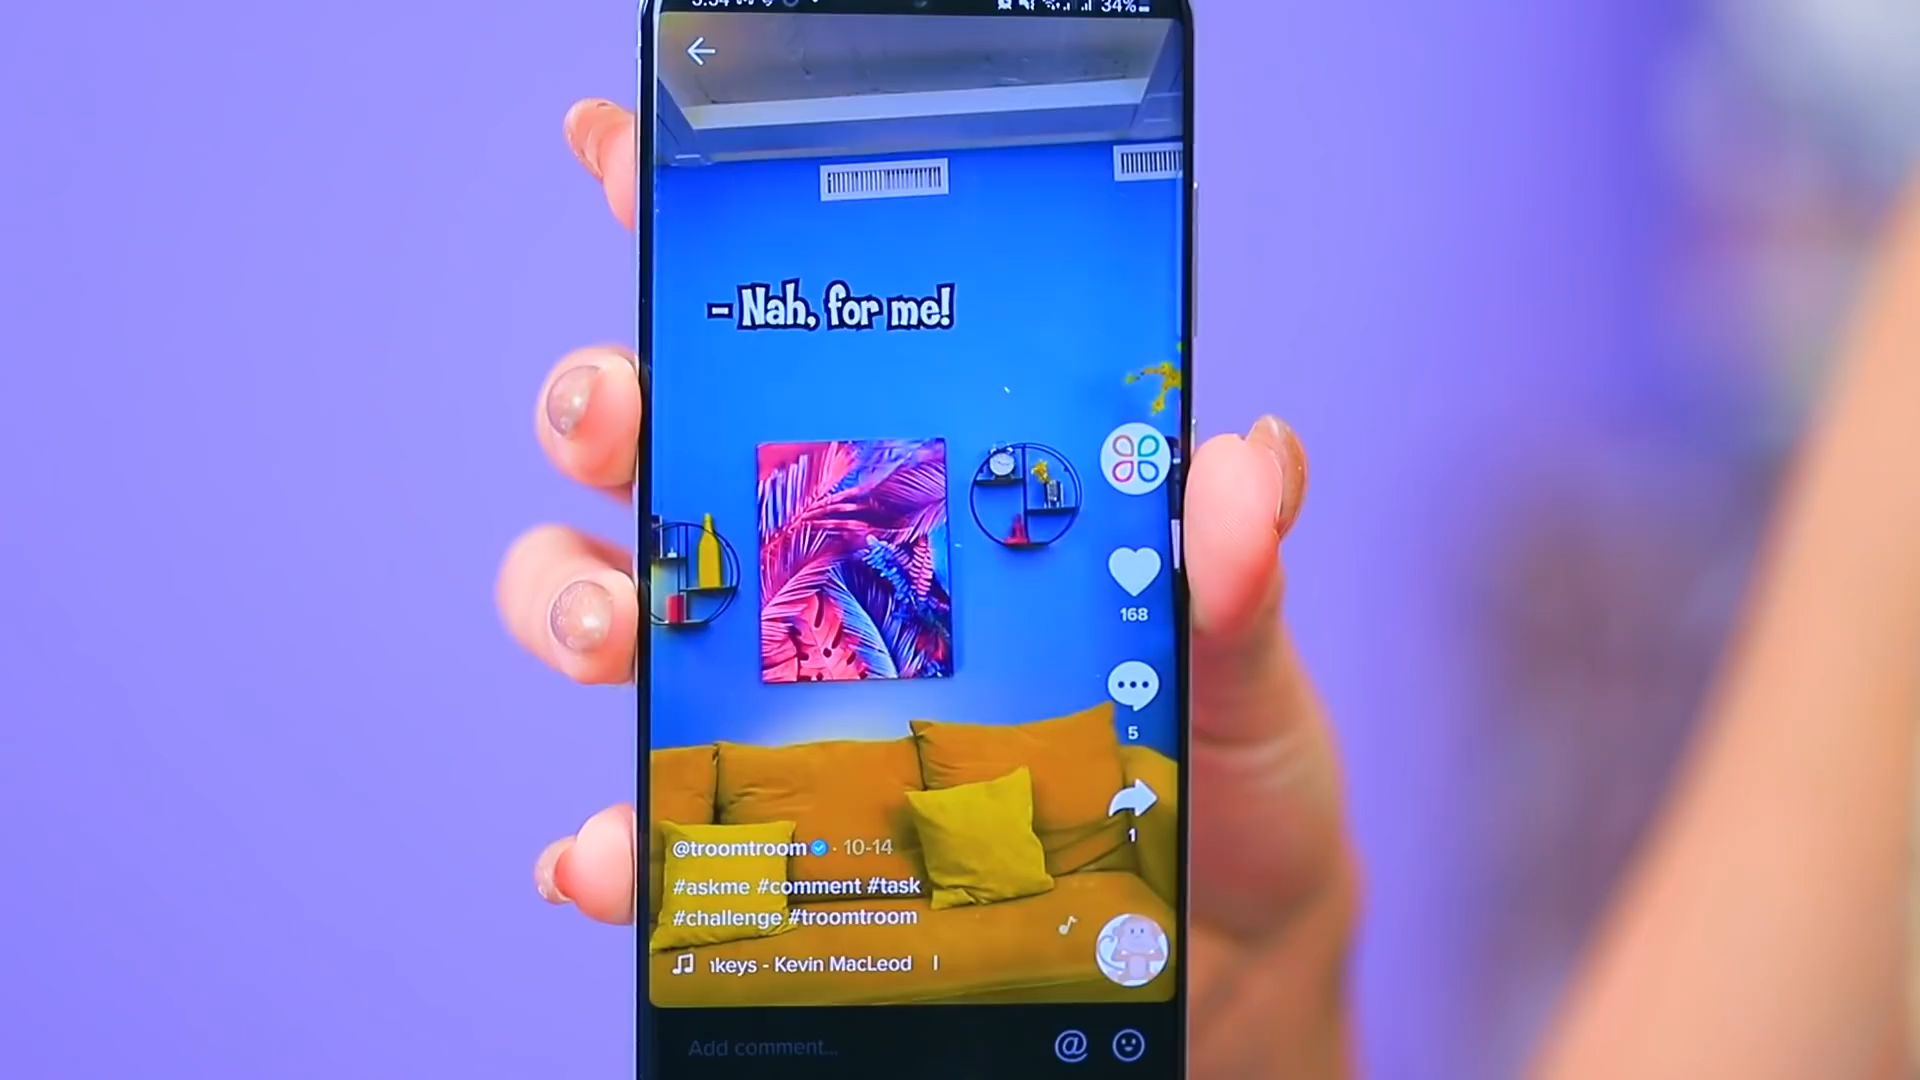 34%
- Nah, for me!
168
5
1
@troomtroom · 10-14
#askme #comment #task
#challenge #troomtroom
ıkeys - Kevin MacLeod
Add comment...